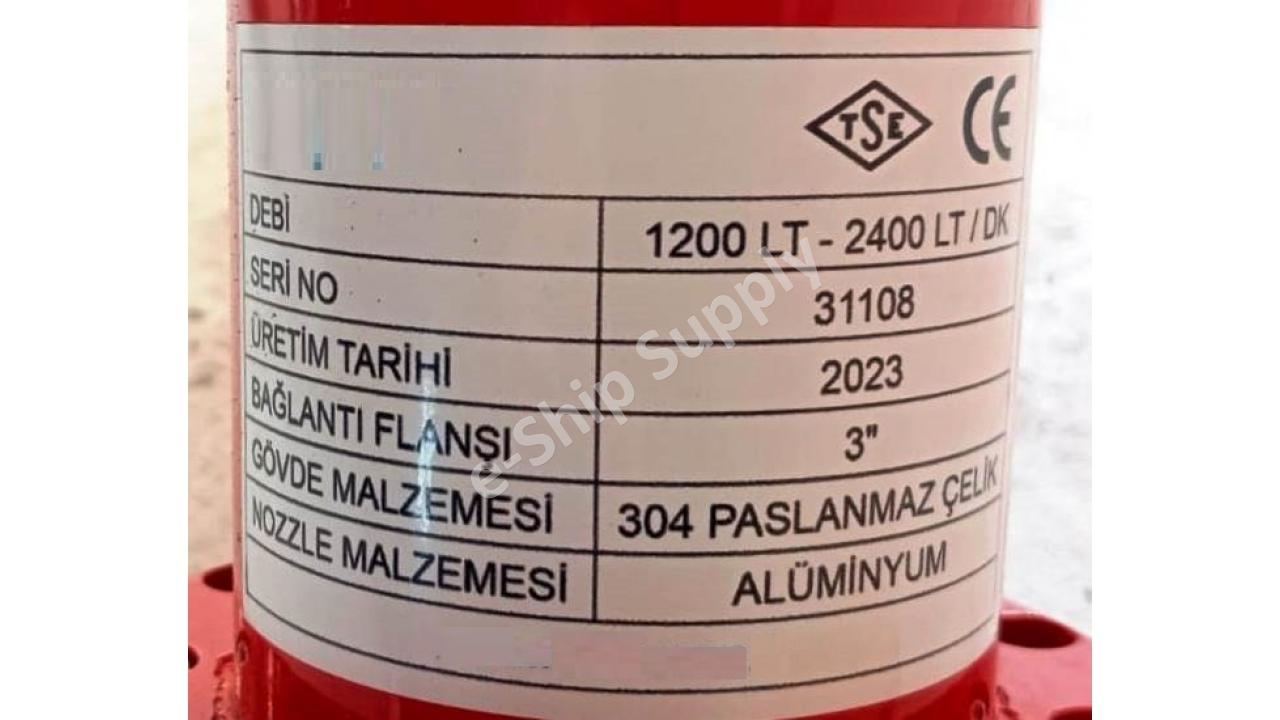 TSE CE
DEBİ 1200 LT - 2400 LT / DK
SERİ NO 31108
ÜRETİM TARİHİ 2023
BAĞLANTI FLANŞI 3"
GÖVDE MALZEMESİ 304 PASLANMAZ ÇELİK
NOZZLE MALZEMESİ ALÜMİNYUM
e-Ship Supply